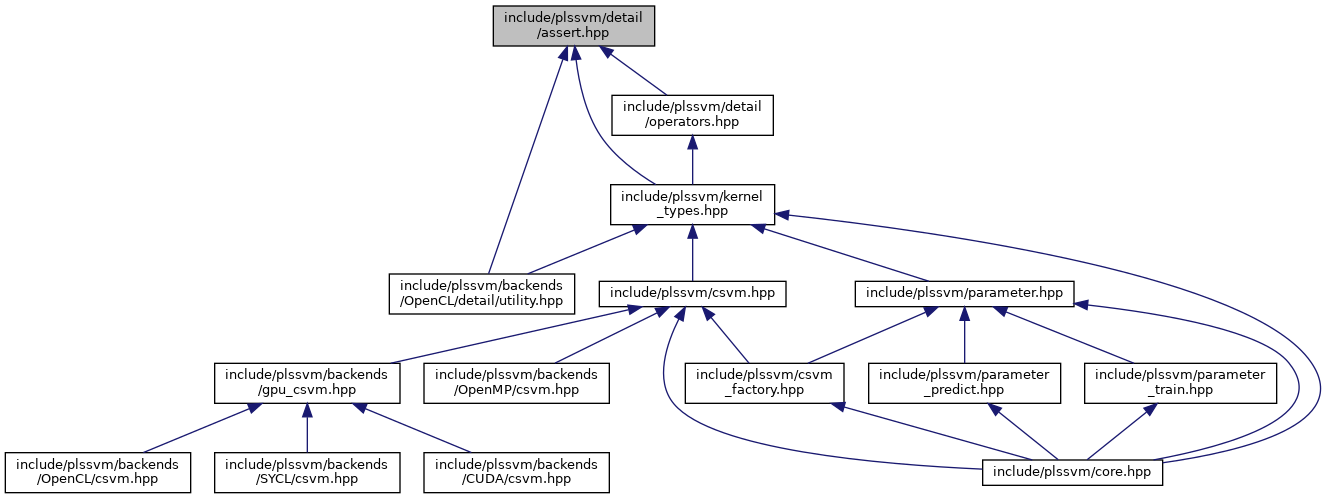 include/plssvm/detail
/assert.hpp
include/plssvm/detail
/operators.hpp
include/plssvm/kernel
_types.hpp
include/plssvm/backends
/OpenCL/detail/utility.hpp
include/plssvm/csvm.hpp
include/plssvm/parameter.hpp
include/plssvm/backends
/gpu_csvm.hpp
include/plssvm/backends
/OpenMP/csvm.hpp
include/plssvm/csvm
_factory.hpp
include/plssvm/parameter
_predict.hpp
include/plssvm/parameter
_train.hpp
include/plssvm/backends
/OpenCL/csvm.hpp
include/plssvm/backends
/SYCL/csvm.hpp
include/plssvm/backends
/CUDA/csvm.hpp
include/plssvm/core.hpp